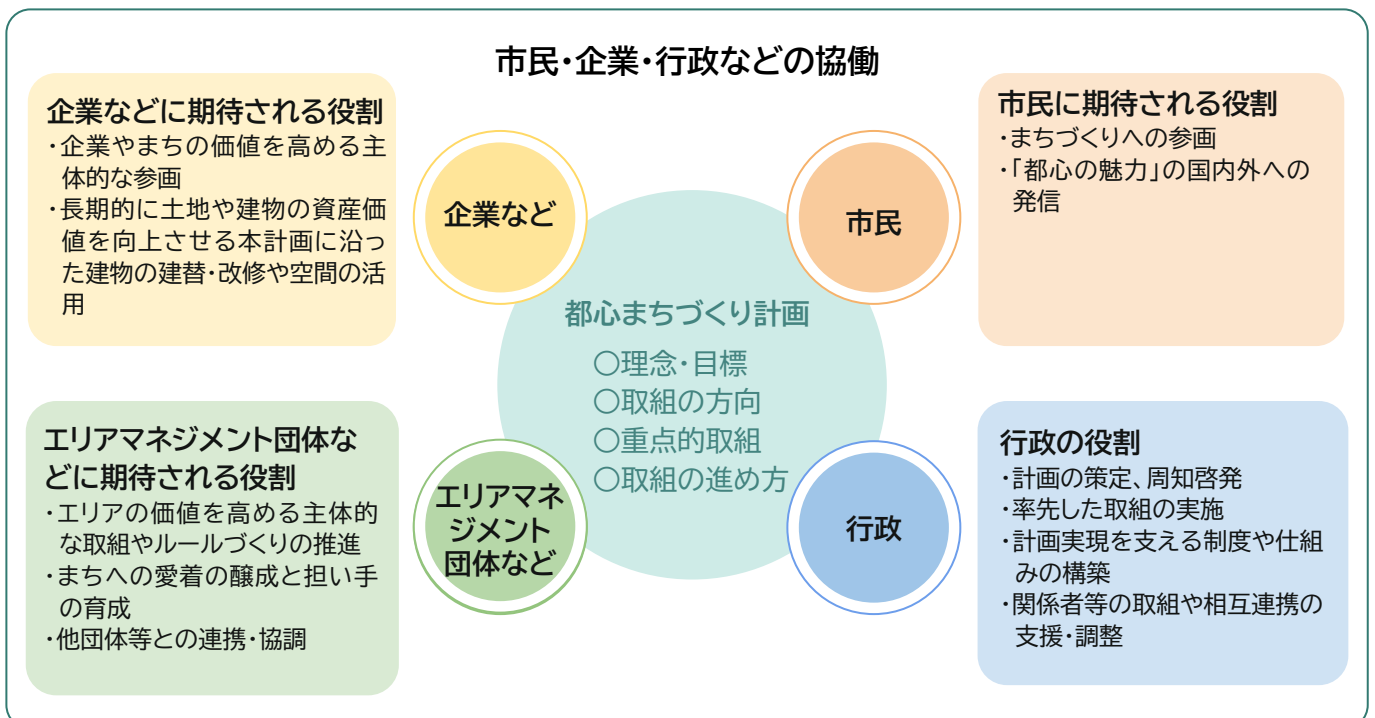 市民・企業・行政などの協働
企業などに期待される役割
・企業やまちの価値を高める主
体的な参画
・長期的に土地や建物の資産価
値を向上させる本計画に沿っ
た建物の建替・改修や空間の活
用
市民に期待される役割
・まちづくりへの参画
・「都心の魅力」の国内外への
発信
企業など
市民
都心まちづくり計画
○理念・目標
○取組の方向
○重点的取組
○取組の進め方
エリアマネ
ジメント
団体など
行政
エリアマネジメント団体な
どに期待される役割
・エリアの価値を高める主体的
な取組やルールづくりの推進
・まちへの愛着の醸成と担い手
の育成
・他団体等との連携・協調
行政の役割
・計画の策定、周知啓発
・率先した取組の実施
・計画実現を支える制度や仕組
みの構築
・関係者等の取組や相互連携の
支援・調整